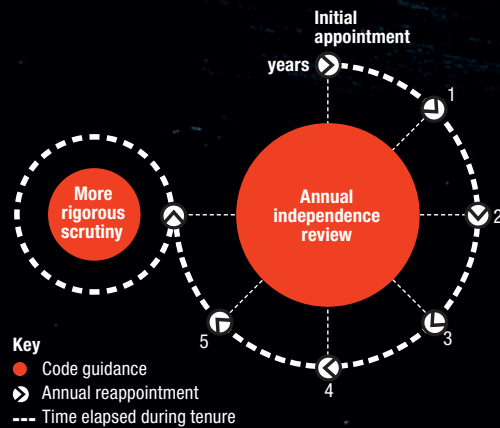 Initial
appointment
years
1
2
3
4
5
More
rigorous
scrutiny
Annual
independence
review
Key
Code guidance
Annual reappointment
Time elapsed during tenure